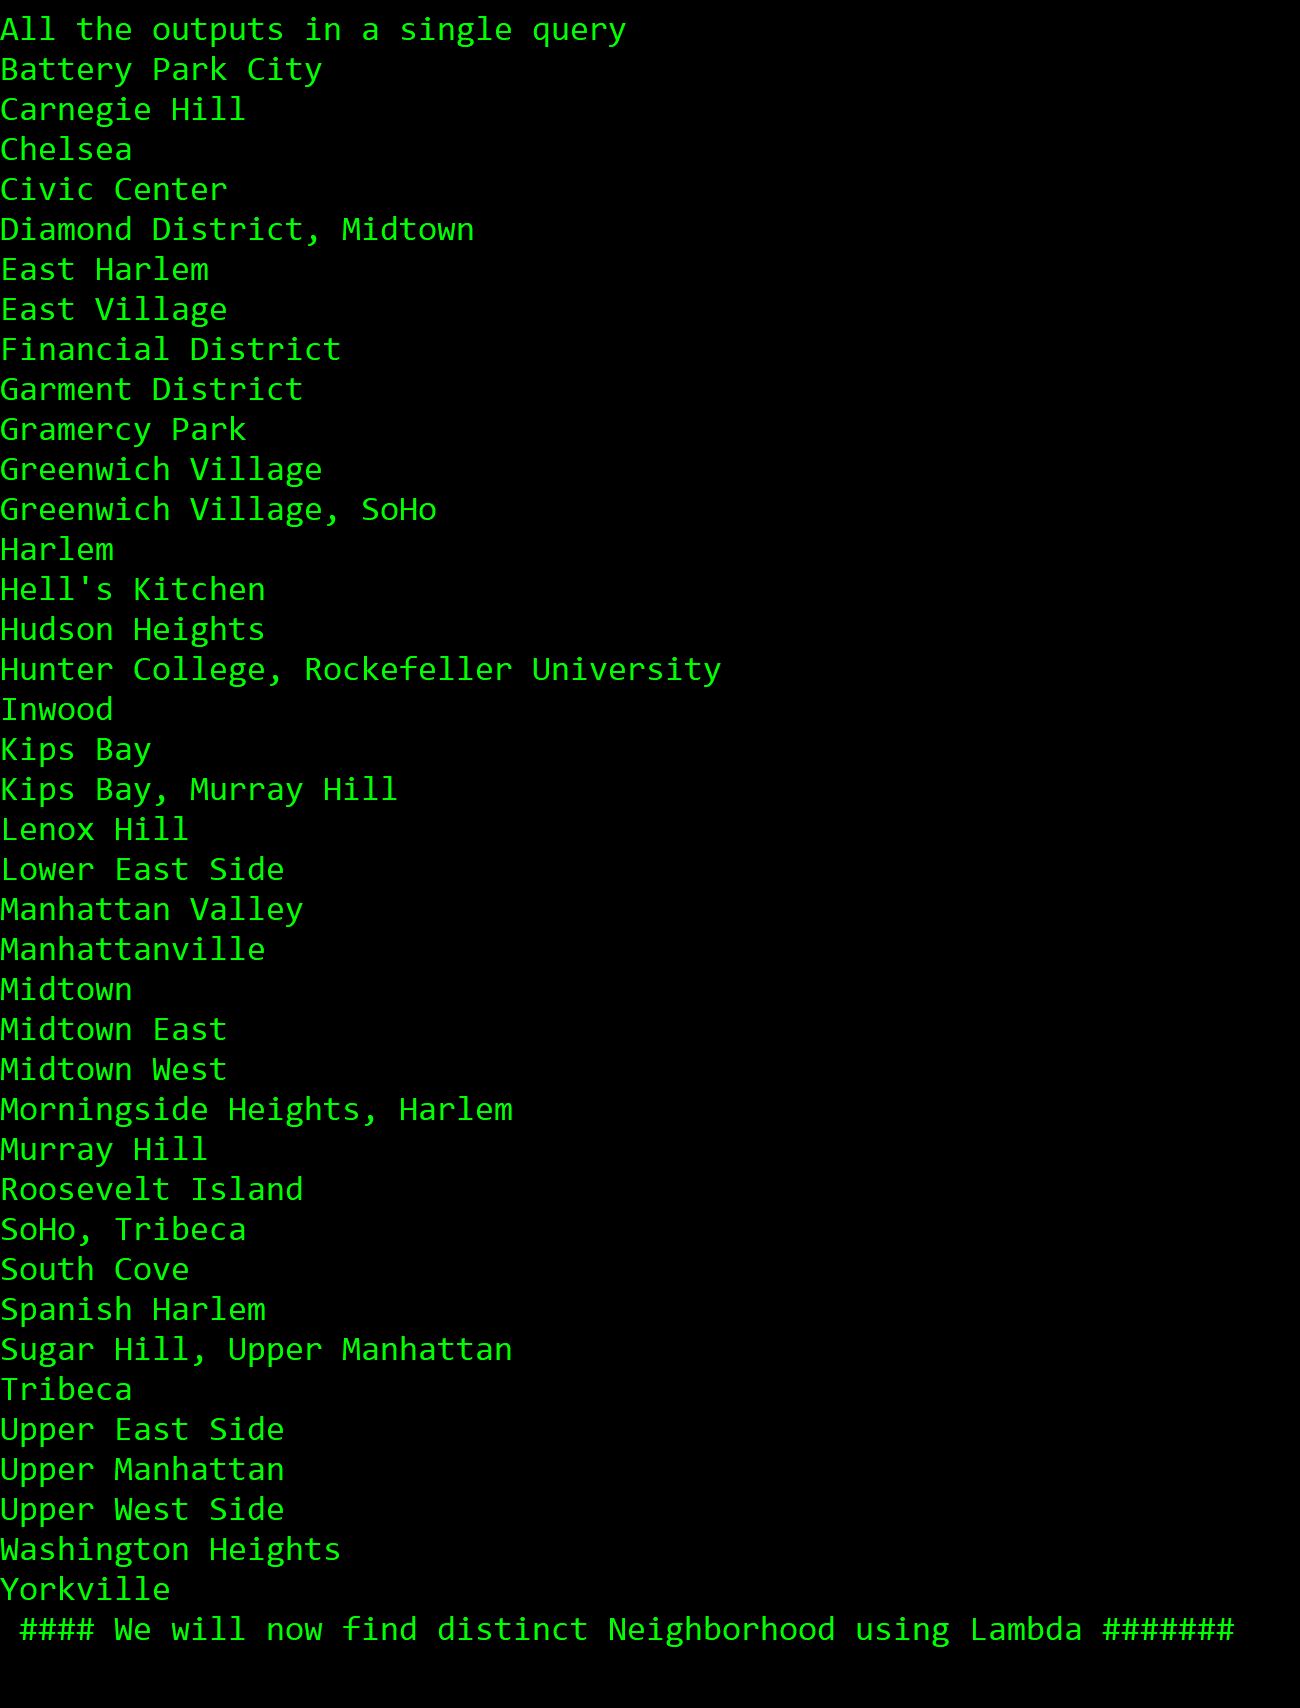 All the outputs in a single query
Battery Park City
Carnegie Hill
Chelsea
Civic Center
Diamond District, Midtown
East Harlem
East Village
Financial District
Garment District
Gramercy Park
Greenwich Village
Greenwich Village, SoHo
Harlem
Hell's Kitchen
Hudson Heights
Hunter College, Rockefeller University
Inwood
Kips Bay
Kips Bay, Murray Hill
Lenox Hill
Lower East Side
Manhattan Valley
Manhattanville
Midtown
Midtown East
Midtown West
Morningside Heights, Harlem
Murray Hill
Roosevelt Island
SoHo, Tribeca
South Cove
Spanish Harlem
Sugar Hill, Upper Manhattan
Tribeca
Upper East Side
Upper Manhattan
Upper West Side
Washington Heights
Yorkville
#### We will now find distinct Neighborhood using Lambda #######